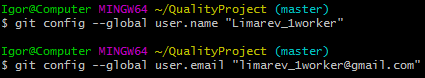 Igor@Computer MINGW64 ~/QualityProject (master)
$ git config --global user.name "Limarev_1worker"
Igor@Computer MINGW64 ~/QualityProject (master)
$ git config --global user.email "limarev_1worker@gmail.com"